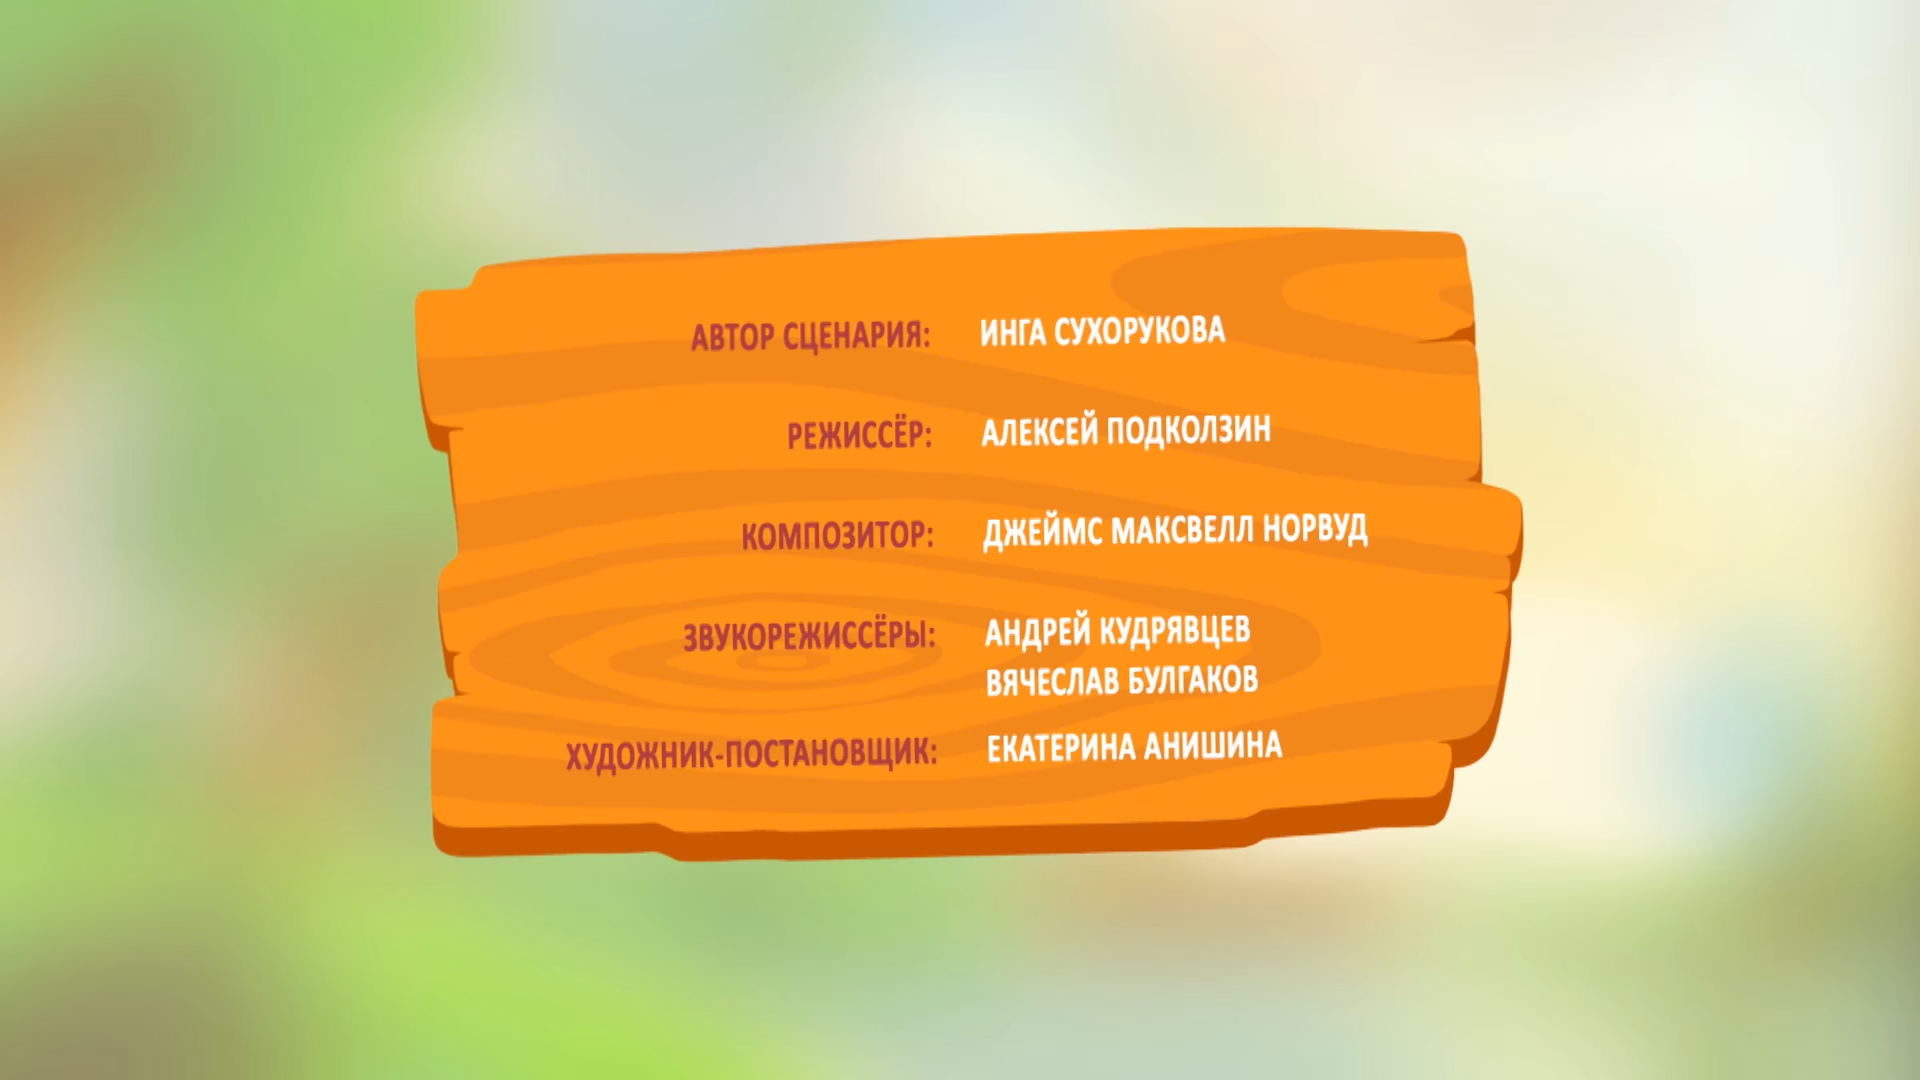 АВТОР СЦЕНАРИЯ: ИНГА СУХОРУКОВА
РЕЖИССЁР: АЛЕКСЕЙ ПОДКОЛЗИН
КОМПОЗИТОР: ДЖЕЙМС МАКСВЕЛЛ НОРВУД
ЗВУКОРЕЖИССЁРЫ: АНДРЕЙ КУДРЯВЦЕВ
ВЯЧЕСЛАВ БУЛГАКОВ
ХУДОЖНИК-ПОСТАНОВЩИК: ЕКАТЕРИНА АНИШИНА